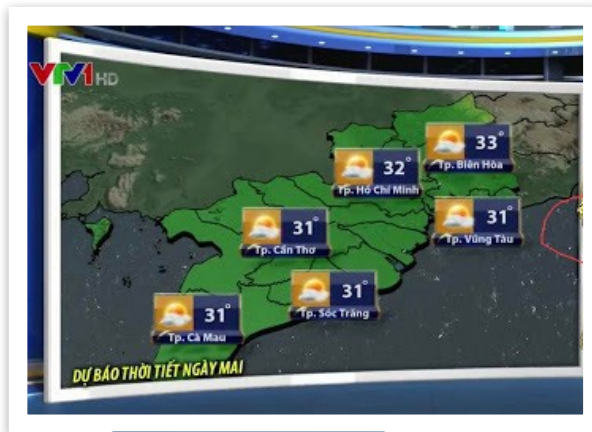 VTV1 HD
33°
Tp. Biên Hòa
32°
Tp. Hồ Chí Minh
31°
Tp. Vũng Tàu
31°
Tp. Cần Thơ
31°
Tp. Sóc Trăng
31°
Tp. Cà Mau
DỰ BÁO THỜI TIẾT NGÀY MAI